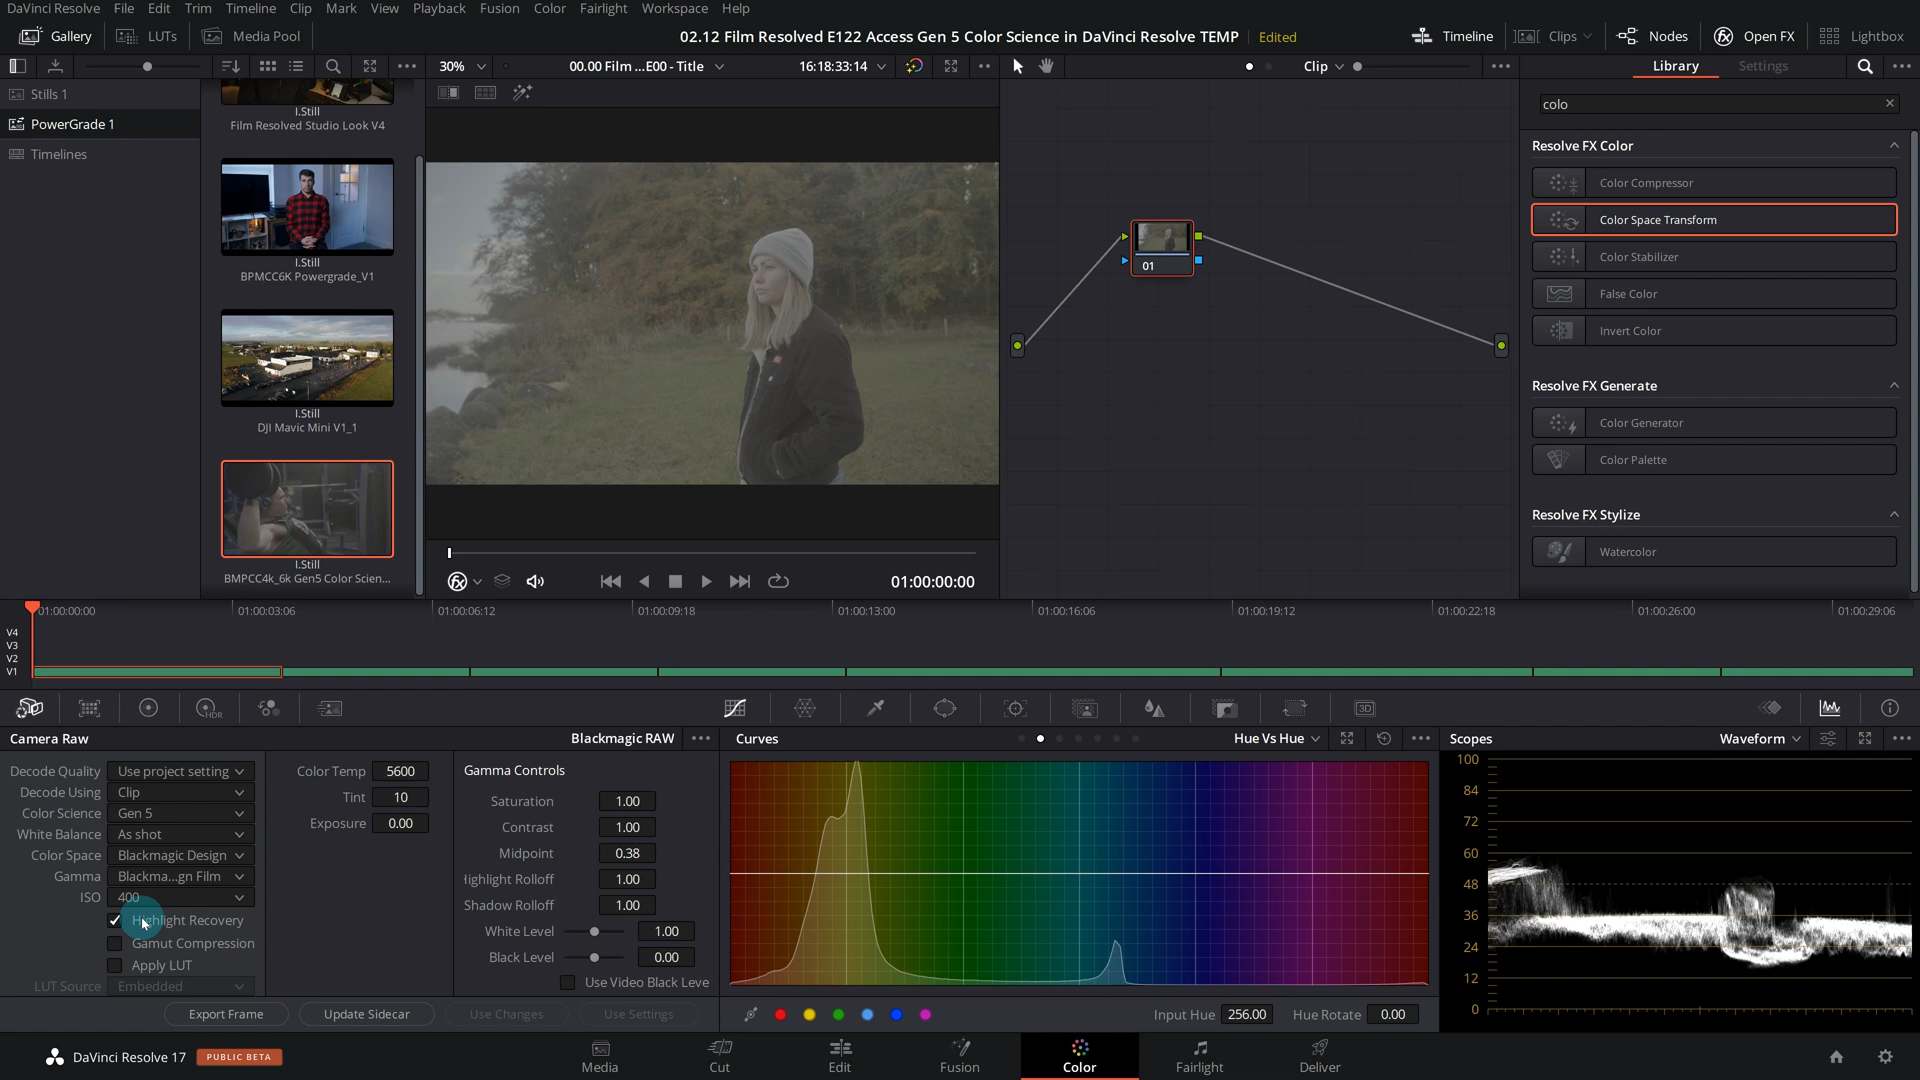 DaVinci Resolve File Edit Trim Timeline Clip Mark View Playback Fusion Color Fairlight Workspace Help
Gallery LUTs Media Pool
02.12 Film Resolved E122 Access Gen 5 Color Science in DaVinci Resolve TEMP Edited
Timeline Clips Nodes Open FX Lightbox
30% 00.00 Film ...E00 - Title 16:18:33:14 Clip Library Settings
Stills 1
PowerGrade 1
Timelines
I.Still
Film Resolved Studio Look V4
I.Still
BPMCC6K Powergrade_V1
I.Still
DJI Mavic Mini V1_1
I.Still
BMPCC4k_6k Gen5 Color Scien...
01:00:00:00
01
colo
Resolve FX Color
Color Compressor
Color Space Transform
Color Stabilizer
False Color
Invert Color
Resolve FX Generate
Color Generator
Color Palette
Resolve FX Stylize
Watercolor
01:00:00:00 01:00:03:06 01:00:06:12 01:00:09:18 01:00:13:00 01:00:16:06 01:00:19:12 01:00:22:18 01:00:26:00 01:00:29:06
V4
V3
V2
V1
HDR
3D
Camera Raw Blackmagic RAW
Decode Quality Use project setting
Decode Using Clip
Color Science Gen 5
White Balance As shot
Color Space Blackmagic Design
Gamma Blackma...gn Film
ISO 400
Highlight Recovery
Gamut Compression
Apply LUT
LUT Source Embedded
Color Temp 5600
Tint 10
Exposure 0.00
Gamma Controls
Saturation 1.00
Contrast 1.00
Midpoint 0.38
Highlight Rolloff 1.00
Shadow Rolloff 1.00
White Level 1.00
Black Level 0.00
Use Video Black Leve
Export Frame Update Sidecar Use Changes Use Settings
Curves Hue Vs Hue
Input Hue 256.00 Hue Rotate 0.00
Scopes Waveform
100
84
72
60
48
36
24
12
0
DaVinci Resolve 17 PUBLIC BETA
Media Cut Edit Fusion Color Fairlight Deliver